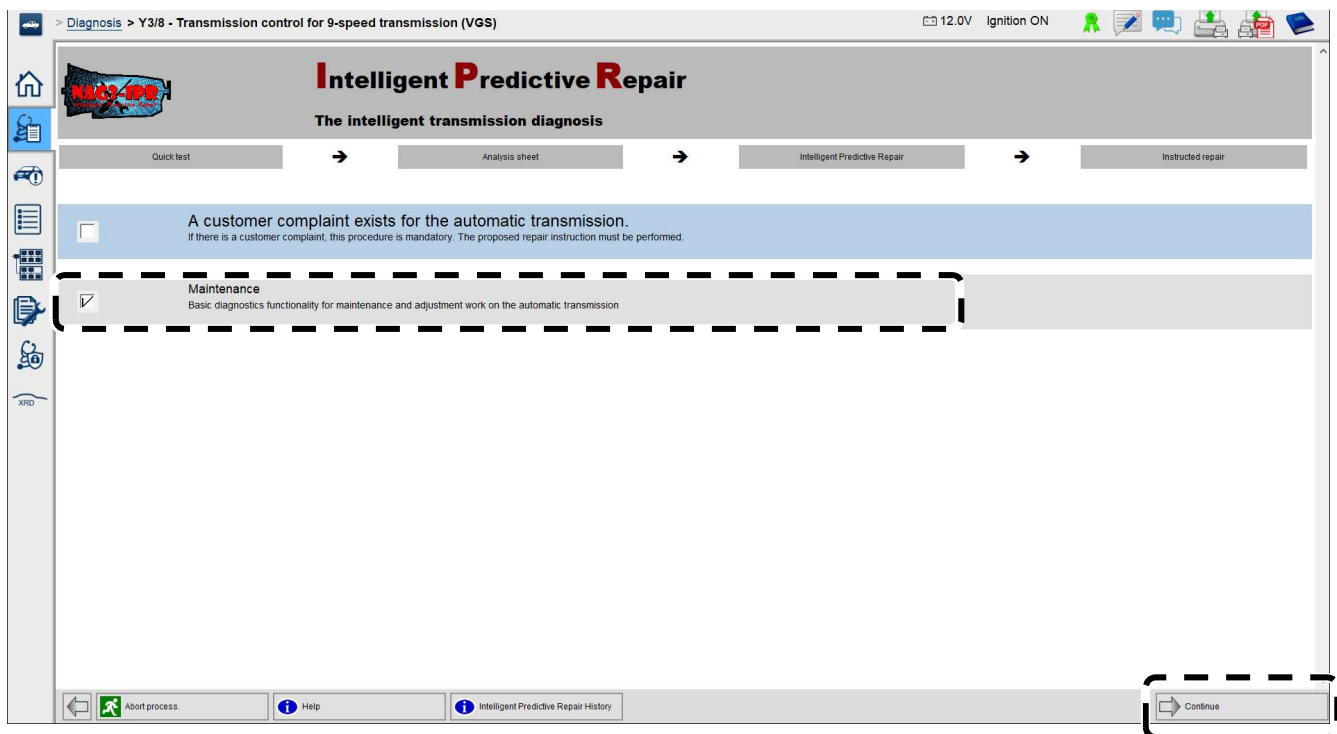 > Diagnosis > Y3/8 - Transmission control for 9-speed transmission (VGS)
12.0V Ignition ON
PDF
NAG3-IPR
Intelligent Predictive Repair
The intelligent transmission diagnosis
Quick test
Analysis sheet
Intelligent Predictive Repair
Instructed repair
A customer complaint exists for the automatic transmission.
If there is a customer complaint, this procedure is mandatory. The proposed repair instruction must be performed.
Maintenance
Basic diagnostics functionality for maintenance and adjustment work on the automatic transmission
XRD
Abort process.
Help
Intelligent Predictive Repair History
Continue